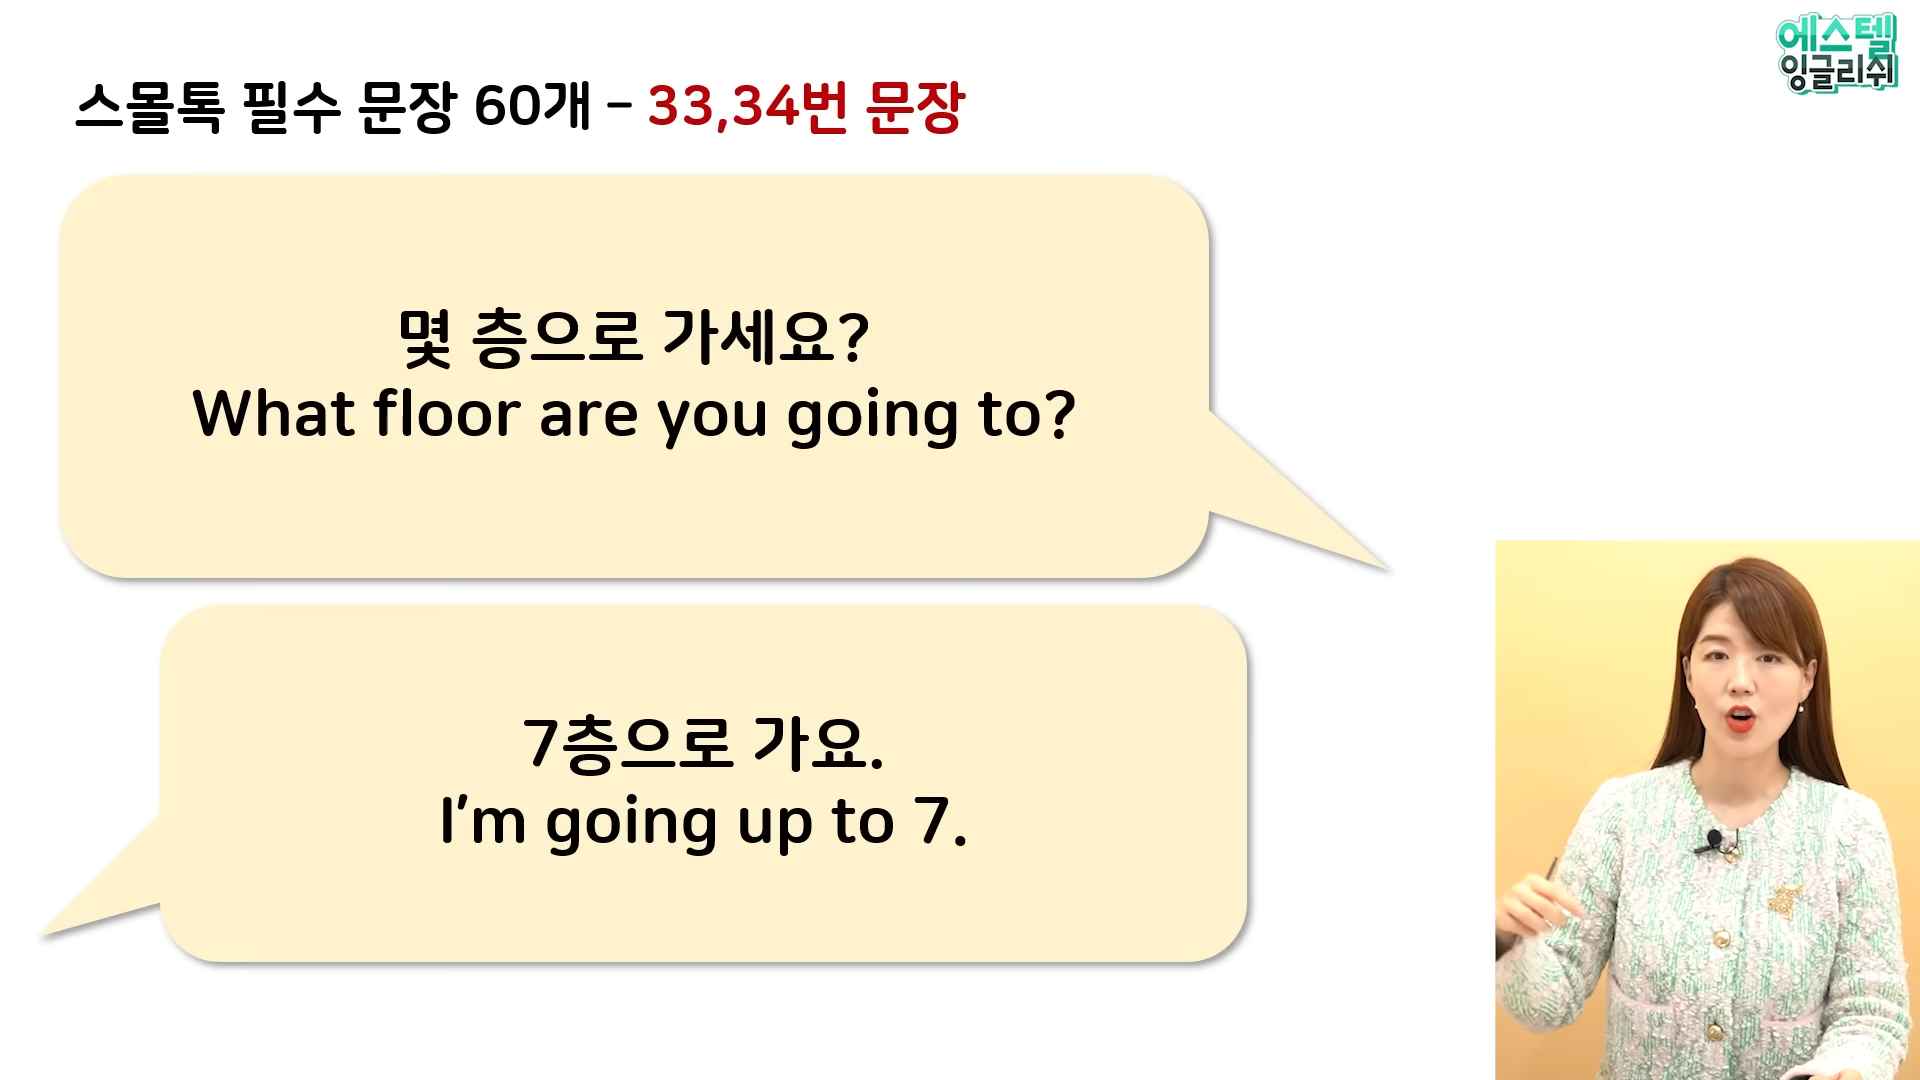 에스텔
잉글리쉬
스몰톡 필수 문장 60개 – 33,34번 문장
몇 층으로 가세요?
What floor are you going to?
7층으로 가요.
I'm going up to 7.